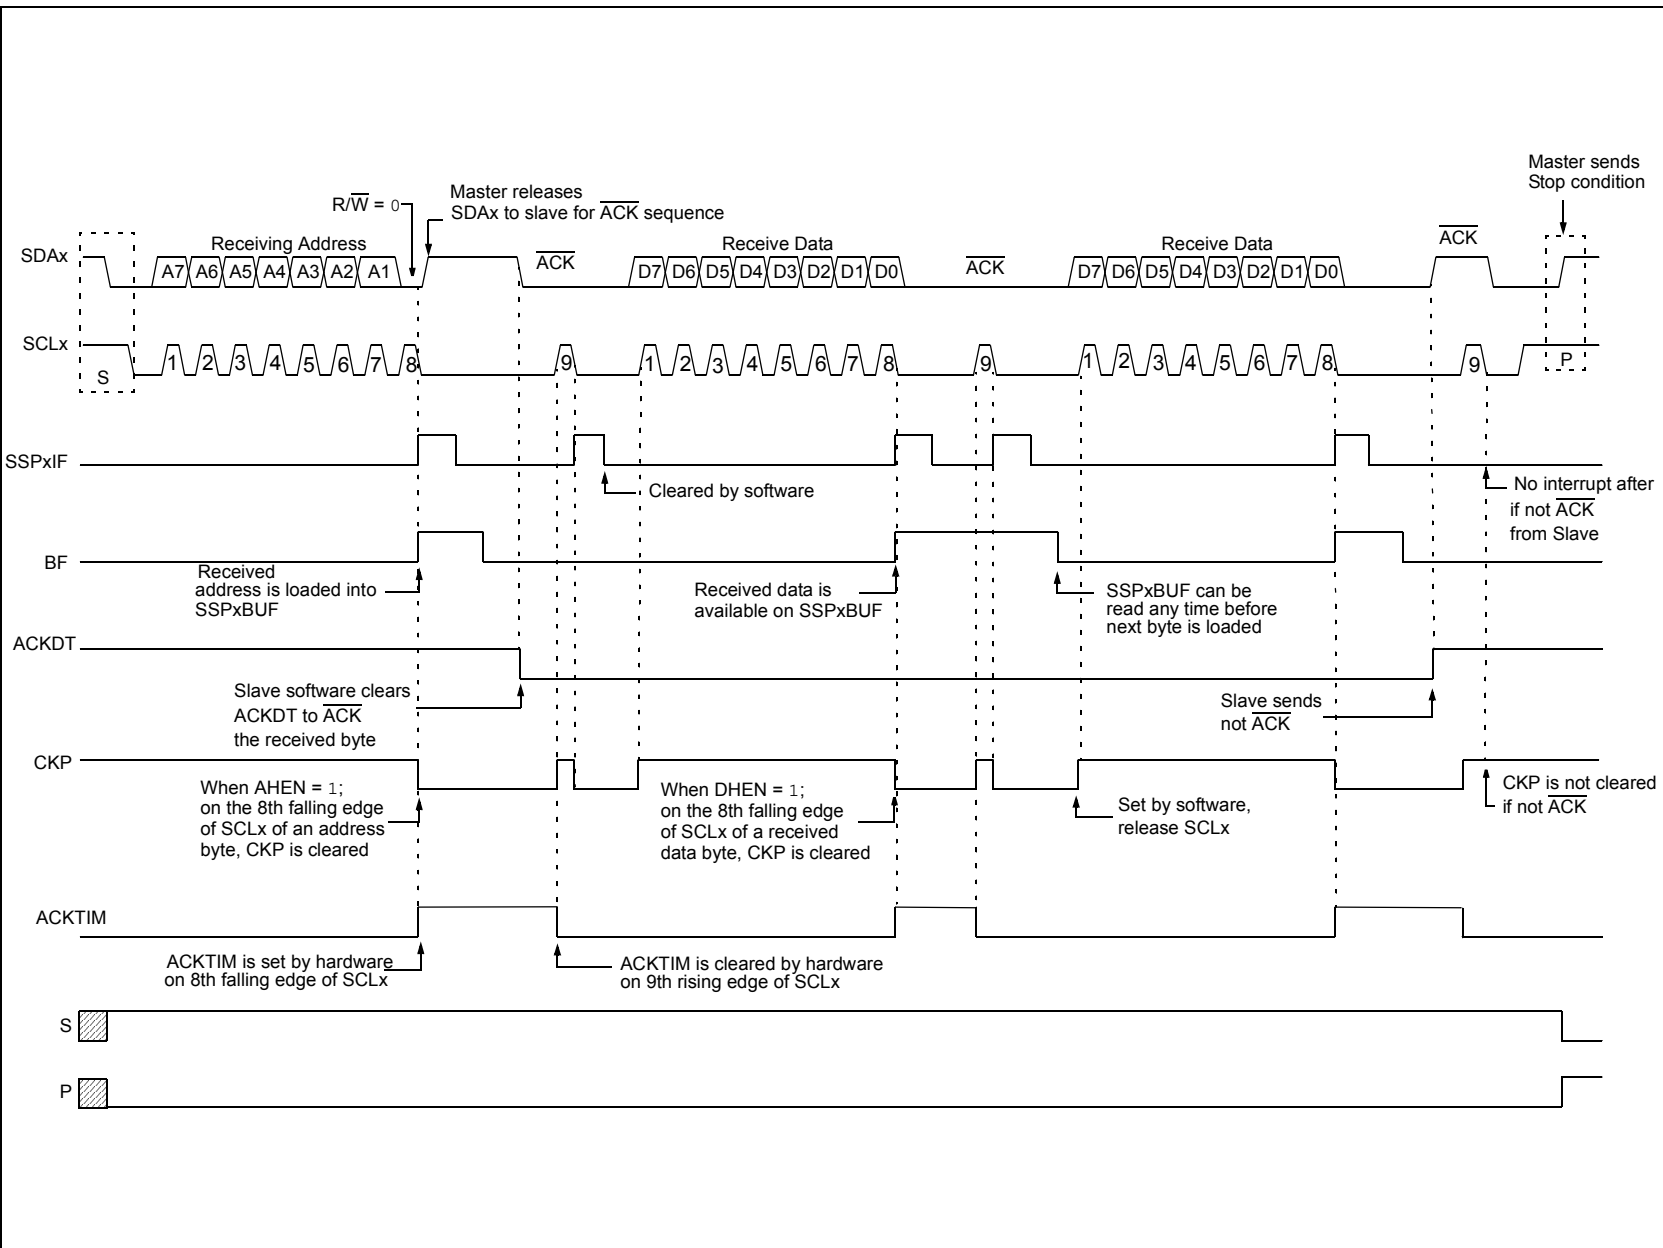 Master sends
Stop condition
R/W = 0
Master releases
SDAx to slave for ACK sequence
SDAx
Receiving Address
ACK
Receive Data
ACK
Receive Data
ACK
A7 A6 A5 A4 A3 A2 A1
D7 D6 D5 D4 D3 D2 D1 D0
D7 D6 D5 D4 D3 D2 D1 D0
SCLx
S
1 2 3 4 5 6 7 8 9
1 2 3 4 5 6 7 8 9
1 2 3 4 5 6 7 8 9
P
SSPxIF
Cleared by software
No interrupt after
if not ACK
from Slave
BF
Received
address is loaded into
SSPxBUF
Received data is
available on SSPxBUF
SSPxBUF can be
read any time before
next byte is loaded
ACKDT
Slave software clears
ACKDT to ACK
the received byte
Slave sends
not ACK
CKP
When AHEN = 1;
on the 8th falling edge
of SCLx of an address
byte, CKP is cleared
When DHEN = 1;
on the 8th falling edge
of SCLx of a received
data byte, CKP is cleared
Set by software,
release SCLx
CKP is not cleared
if not ACK
ACKTIM
ACKTIM is set by hardware
on 8th falling edge of SCLx
ACKTIM is cleared by hardware
on 9th rising edge of SCLx
S
P